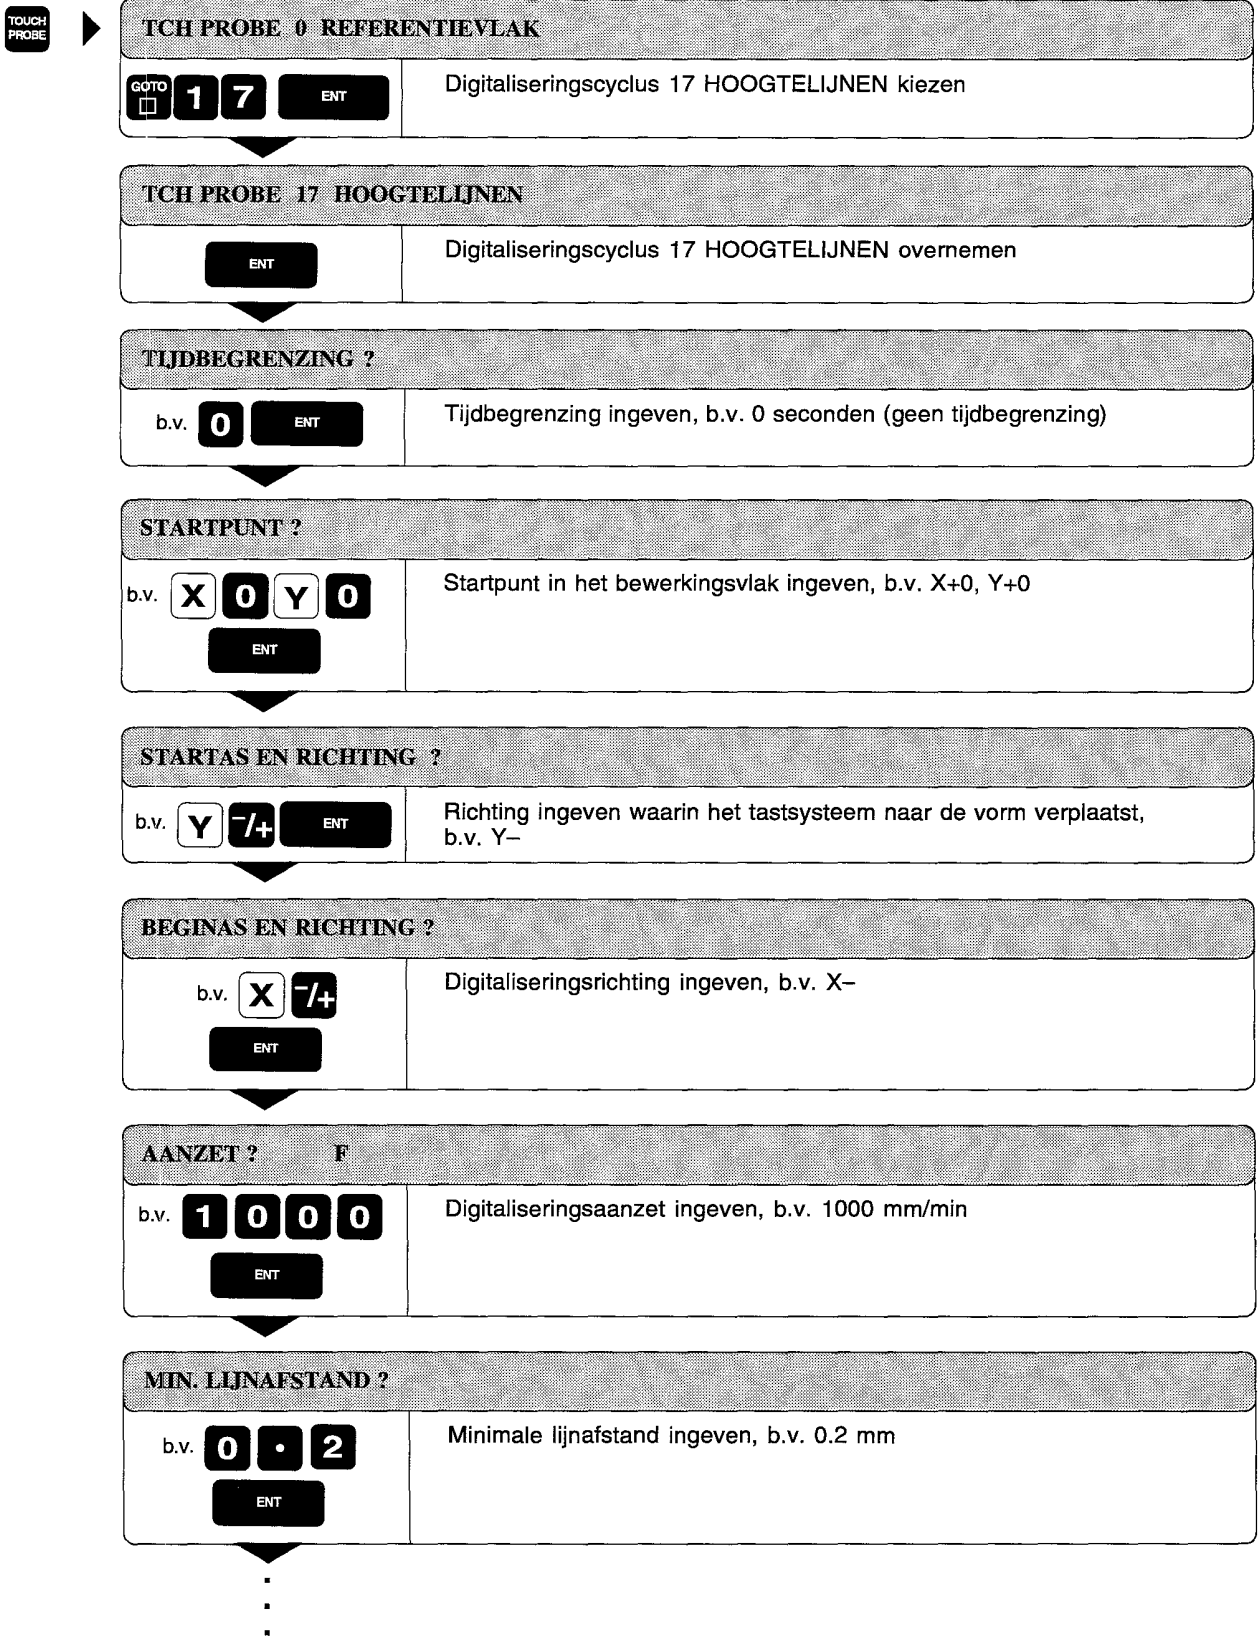 TOUCH
PROBE
TCH PROBE 0 REFERENTIEVLAK
GOTO 1 7 ENT
Digitaliseringscyclus 17 HOOGTELIJNEN kiezen
TCH PROBE 17 HOOGTELIJNEN
ENT
Digitaliseringscyclus 17 HOOGTELIJNEN overnemen
TIJDBEGRENZING ?
b.v. 0 ENT
Tijdbegrenzing ingeven, b.v. 0 seconden (geen tijdbegrenzing)
STARTPUNT ?
b.v. X 0 Y 0
ENT
Startpunt in het bewerkingsvlak ingeven, b.v. X+0, Y+0
STARTAS EN RICHTING ?
b.v. Y −/+ ENT
Richting ingeven waarin het tastsysteem naar de vorm verplaatst,
b.v. Y–
BEGINAS EN RICHTING ?
b.v. X −/+
ENT
Digitaliseringsrichting ingeven, b.v. X–
AANZET ? F
b.v. 1 0 0 0
ENT
Digitaliseringsaanzet ingeven, b.v. 1000 mm/min
MIN. LIJNAFSTAND ?
b.v. 0 · 2
ENT
Minimale lijnafstand ingeven, b.v. 0.2 mm